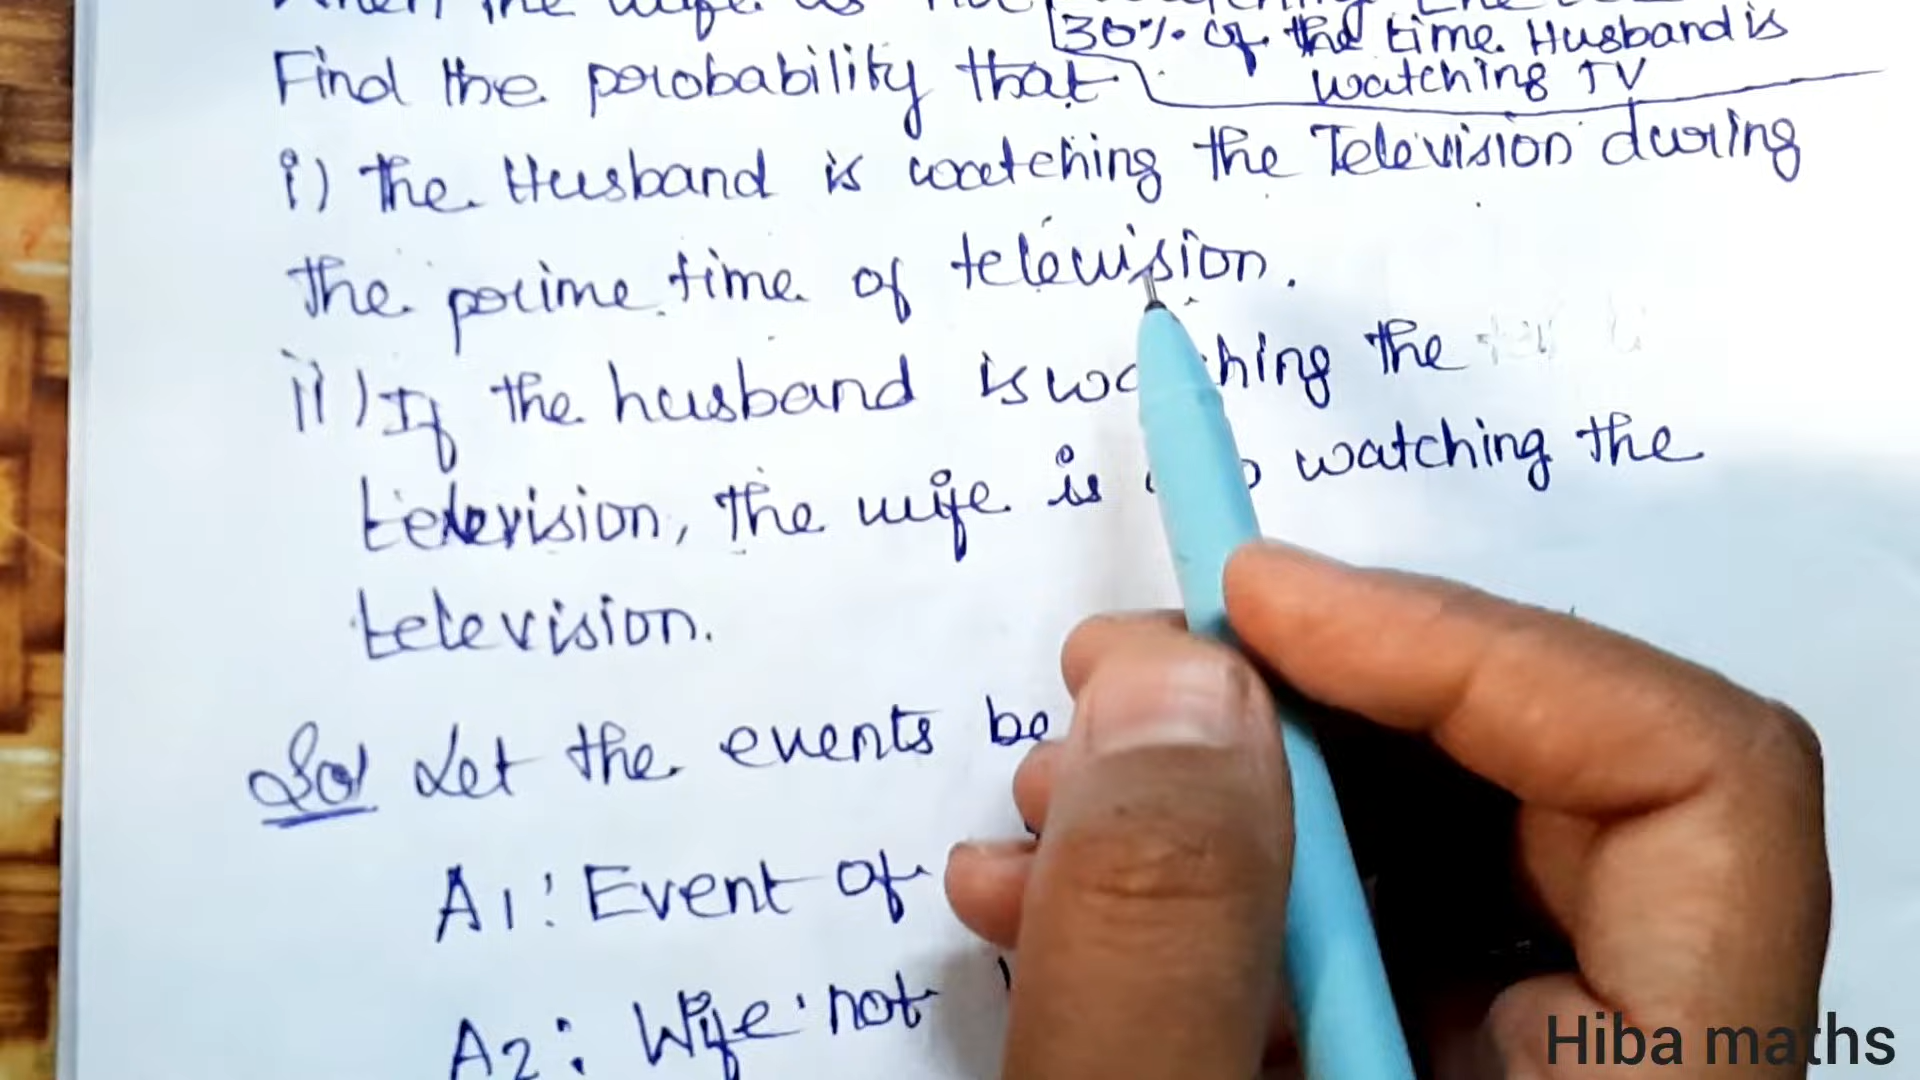 30% of the time Husband is
watching TV
Find the probability that
i) the Husband is watching the Television during
the prime time of television.
ii) If the husband is the
television, the wife is watching the
television.
Sol Let the events be
A1: Event of
A2: Wife not
Hiba maths